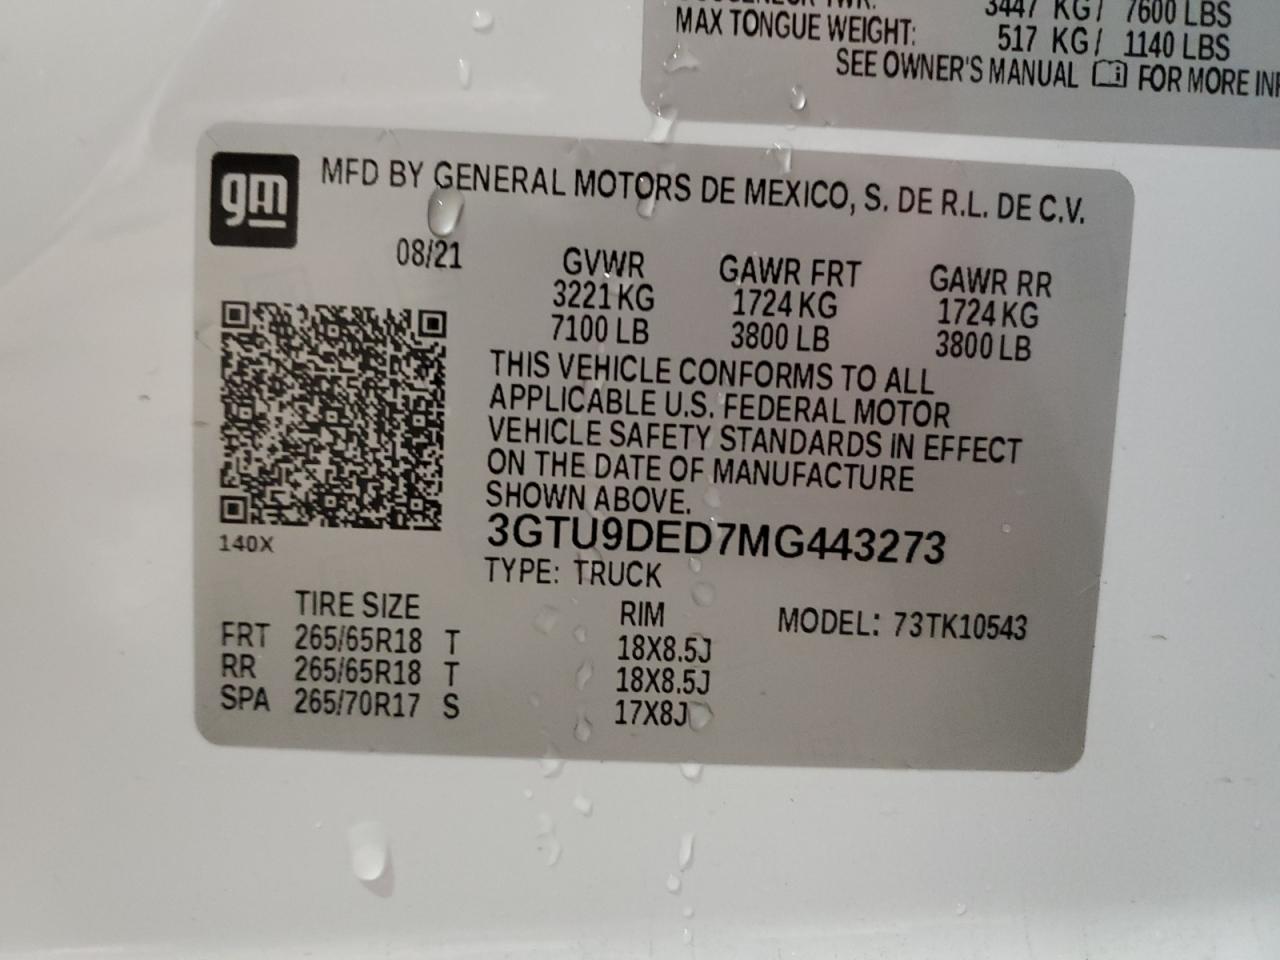 3447 KG/ 7600 LBS
MAX TONGUE WEIGHT: 517 KG/ 1140 LBS
SEE OWNER'S MANUAL FOR MORE
gm
MFD BY GENERAL MOTORS DE MEXICO, S. DE R.L. DE C.V.
08/21
GVWR GAWR FRT GAWR RR
3221 KG 1724 KG 1724 KG
7100 LB 3800 LB 3800 LB
THIS VEHICLE CONFORMS TO ALL
APPLICABLE U.S. FEDERAL MOTOR
VEHICLE SAFETY STANDARDS IN EFFECT
ON THE DATE OF MANUFACTURE
SHOWN ABOVE.
3GTU9DED7MG443273
140X
TYPE: TRUCK
TIRE SIZE RIM MODEL: 73TK10543
FRT 265/65R18 T 18X8.5J
RR 265/65R18 T 18X8.5J
SPA 265/70R17 S 17X8J